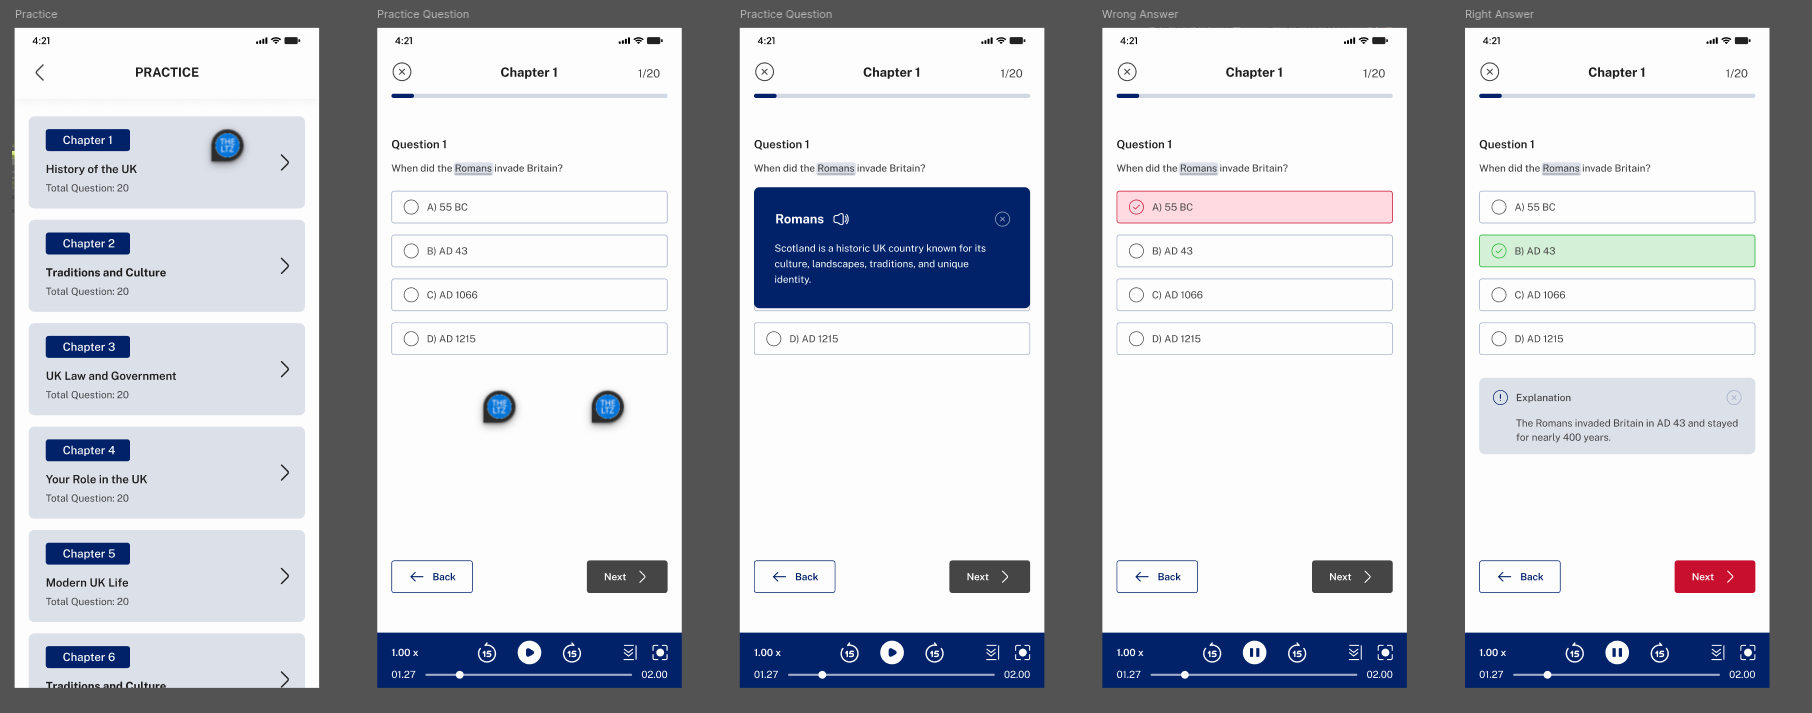 Practice
4:21
PRACTICE
Chapter 1
History of the UK
Total Question: 20
THE
LTZ
Chapter 2
Traditions and Culture
Total Question: 20
Chapter 3
UK Law and Government
Total Question: 20
Chapter 4
Your Role in the UK
Total Question: 20
Chapter 5
Modern UK Life
Total Question: 20
Chapter 6
Traditions and Culture
Practice Question
4:21
Chapter 1
1/20
Question 1
When did the Romans invade Britain?
A) 55 BC
B) AD 43
C) AD 1066
D) AD 1215
THE
LTZ
THE
LTZ
Back
Next
1.00 x
15
15
01.27
02.00
Practice Question
4:21
Chapter 1
1/20
Question 1
When did the Romans invade Britain?
Romans
Scotland is a historic UK country known for its
culture, landscapes, traditions, and unique
identity.
D) AD 1215
Back
Next
1.00 x
15
15
01.27
02.00
Wrong Answer
4:21
Chapter 1
1/20
Question 1
When did the Romans invade Britain?
A) 55 BC
B) AD 43
C) AD 1066
D) AD 1215
Back
Next
1.00 x
15
15
01.27
02.00
Right Answer
4:21
Chapter 1
1/20
Question 1
When did the Romans invade Britain?
A) 55 BC
B) AD 43
C) AD 1066
D) AD 1215
Explanation
The Romans invaded Britain in AD 43 and stayed
for nearly 400 years.
Back
Next
1.00 x
15
15
01.27
02.00